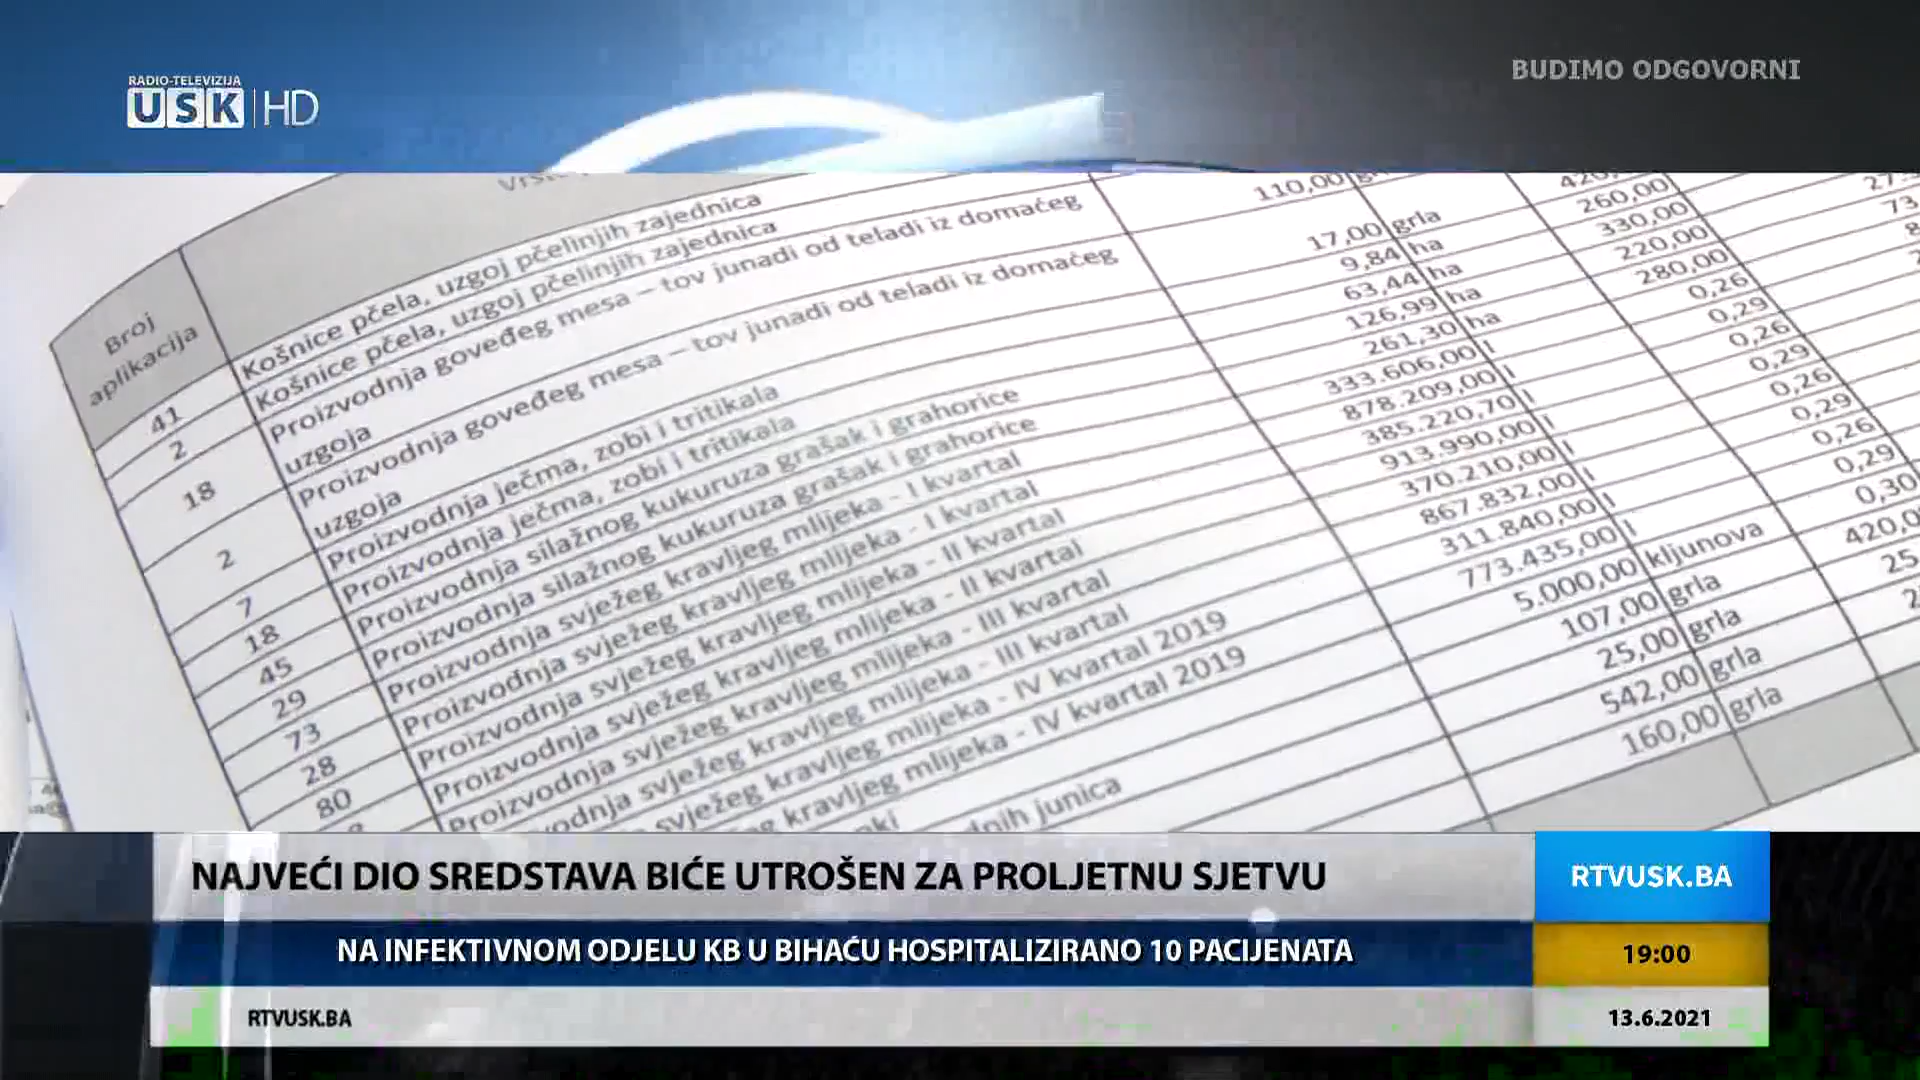 RADIO-TELEVIZIJA
USK HD
BUDIMO ODGOVORNI
Broj
aplikacija
41 Košnice pčela, uzgoj pčelinjih zajednica 110,00
2 Košnice pčela, uzgoj pčelinjih zajednica
18 Proizvodnja goveđeg mesa – tov junadi od teladi iz domaćeg
uzgoja
2 Proizvodnja goveđeg mesa – tov junadi od teladi iz domaćeg
uzgoja
7 Proizvodnja ječma, zobi i tritikala
18 Proizvodnja ječma, zobi i tritikala
45 Proizvodnja silažnog kukuruza grašak i grahorice
29 Proizvodnja silažnog kukuruza grašak i grahorice
73 Proizvodnja svježeg kravljeg mlijeka - I kvartal
28 Proizvodnja svježeg kravljeg mlijeka - I kvartal
80 Proizvodnja svježeg kravljeg mlijeka - II kvartal
Proizvodnja svježeg kravljeg mlijeka - II kvartal
Proizvodnja svježeg kravljeg mlijeka - III kvartal
svježeg kravljeg mlijeka - III kvartal
svježeg kravljeg mlijeka - IV kvartal 2019
kravljeg mlijeka - IV kvartal 2019
junica
17,00 grla
9,84 ha
63,44 ha
126,99 ha
261,30 ha
333.606,00 l
878.209,00 l
385.220,70 l
913.990,00 l
370.210,00 l
867.832,00 l
311.840,00 l
773.435,00 l
5.000,00 kljunova
107,00 grla
25,00 grla
542,00 grla
160,00 grla
260,00
330,00
220,00
280,00
0,26
0,29
0,26
0,29
0,26
0,29
0,26
0,29
0,30
NAJVEĆI DIO SREDSTAVA BIĆE UTROŠEN ZA PROLJETNU SJETVU
RTVUSK.BA
NA INFEKTIVNOM ODJELU KB U BIHAĆU HOSPITALIZIRANO 10 PACIJENATA
19:00
RTVUSK.BA
13.6.2021